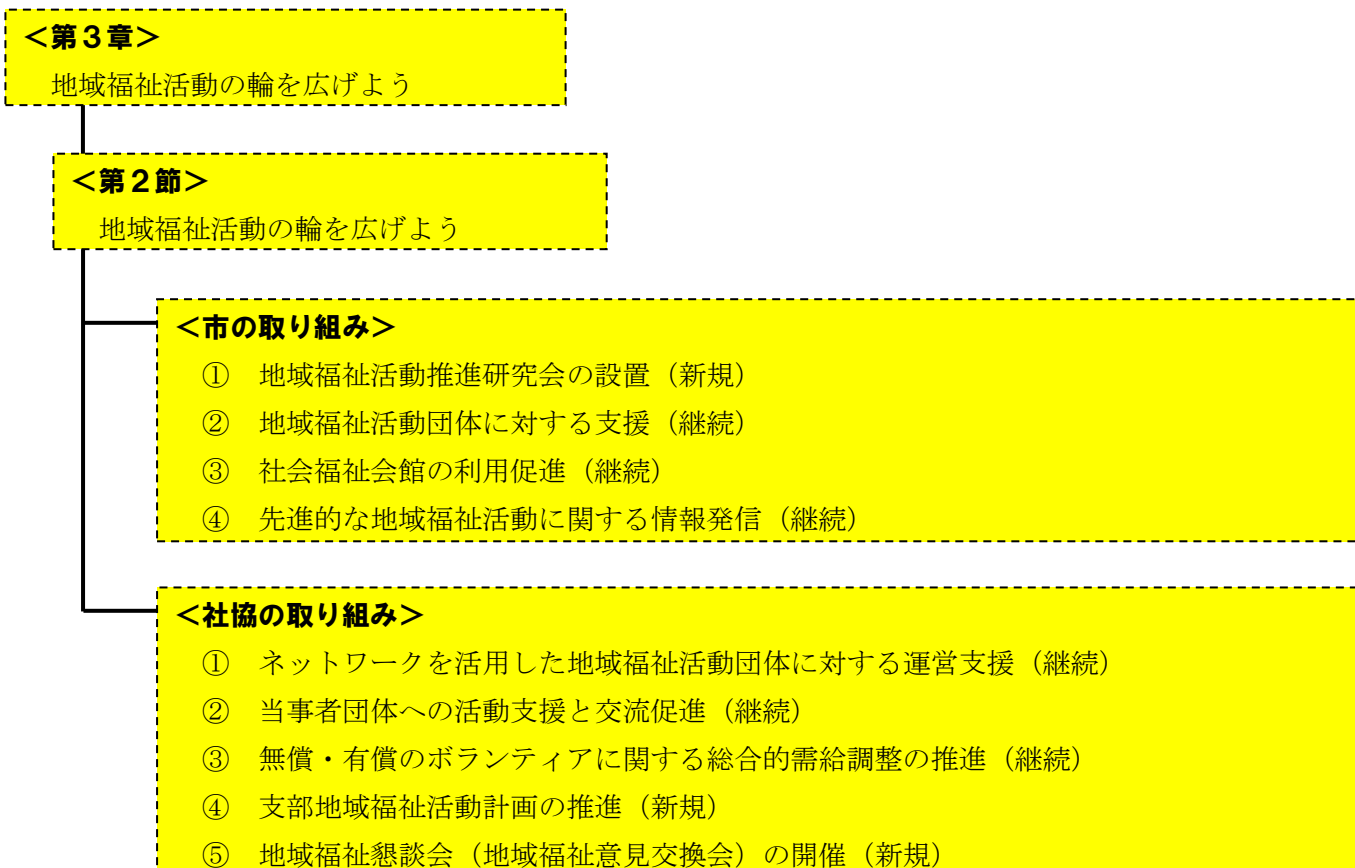 ＜第３章＞
地域福祉活動の輪を広げよう
＜第２節＞
地域福祉活動の輪を広げよう
＜市の取り組み＞
① 地域福祉活動推進研究会の設置（新規）
② 地域福祉活動団体に対する支援（継続）
③ 社会福祉会館の利用促進（継続）
④ 先進的な地域福祉活動に関する情報発信（継続）
＜社協の取り組み＞
① ネットワークを活用した地域福祉活動団体に対する運営支援（継続）
② 当事者団体への活動支援と交流促進（継続）
③ 無償・有償のボランティアに関する総合的需給調整の推進（継続）
④ 支部地域福祉活動計画の推進（新規）
⑤ 地域福祉懇談会（地域福祉意見交換会）の開催（新規）